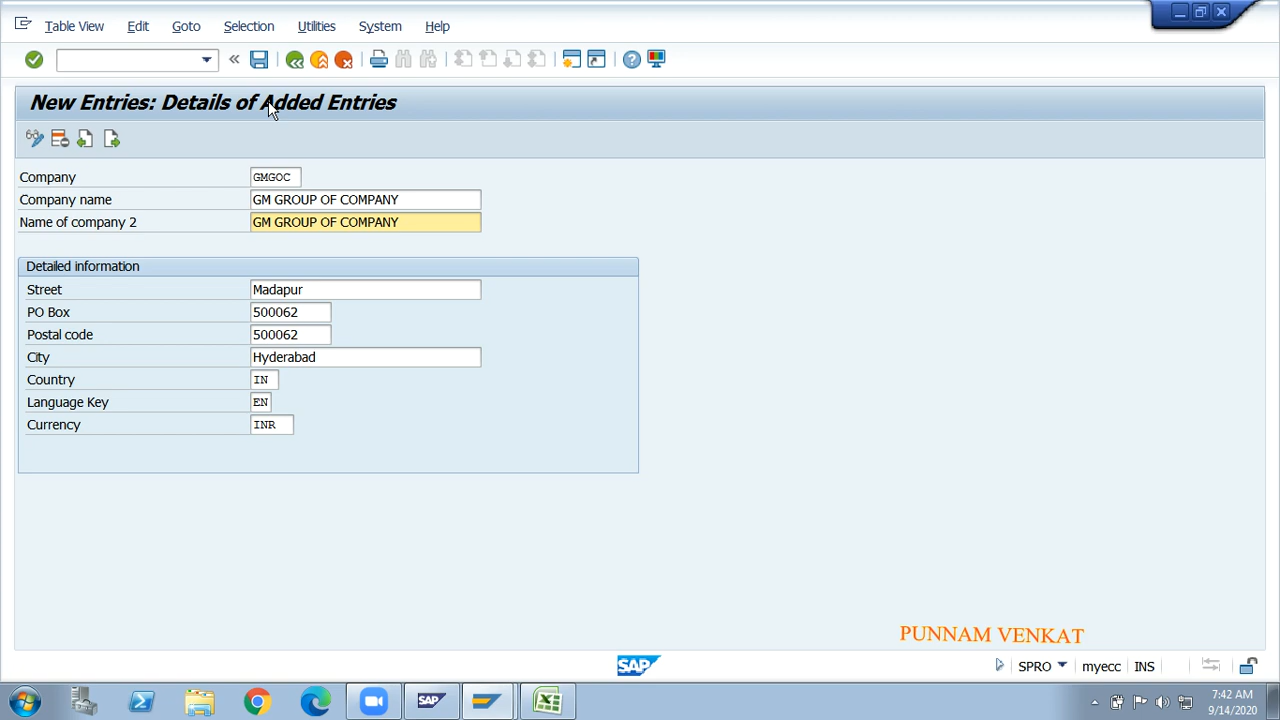 Table View Edit Goto Selection Utilities System Help
New Entries: Details of Added Entries
Company GMGOC
Company name GM GROUP OF COMPANY
Name of company 2 GM GROUP OF COMPANY
Detailed information
Street Madapur
PO Box 500062
Postal code 500062
City Hyderabad
Country IN
Language Key EN
Currency INR
PUNNAM VENKAT
SAP SPRO myecc INS
SAP
7:42 AM
9/14/2020